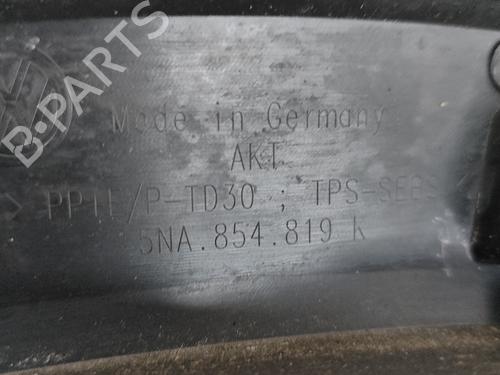 B-PARTS
Made in Germany
AKT
>PP+E/P-TD30 ; TPS-SEBS<
5NA.854.819 K